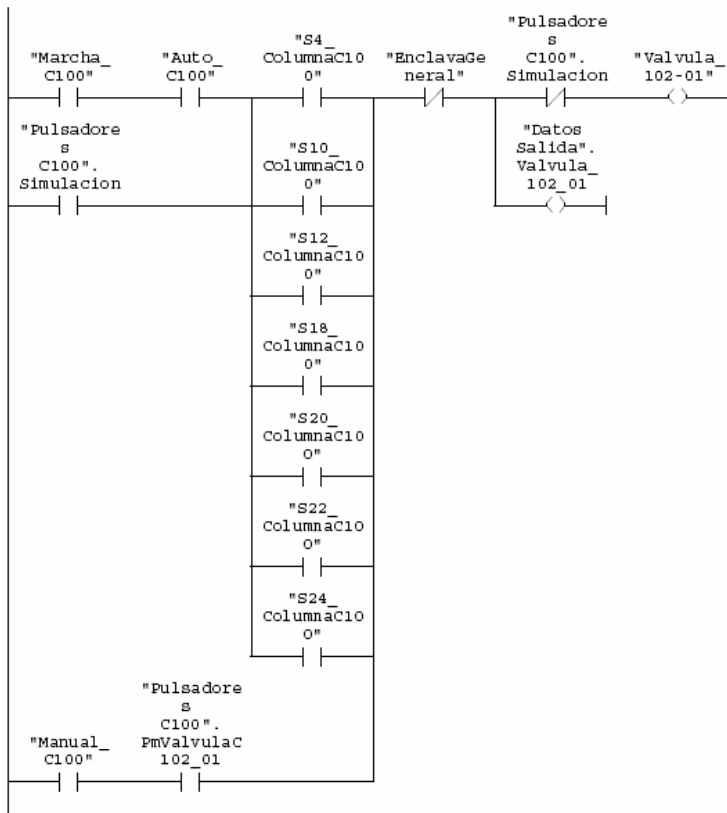 "Marcha_
C100"
"Auto_
C100"
"S4_
ColumnaC10
0"
"EnclavaGe
neral"
"Pulsadore
s
C100".
Simulacion
"Valvula_
102-01"
"Pulsadore
s
C100".
Simulacion
"S10_
ColumnaC10
0"
"Datos
Salida".
Valvula_
102_01
"S12_
ColumnaC10
0"
"S18_
ColumnaC10
0"
"S20_
ColumnaC10
0"
"S22_
ColumnaC10
0"
"S24_
ColumnaC10
0"
"Manual_
C100"
"Pulsadore
s
C100".
PmValvulaC
102_01